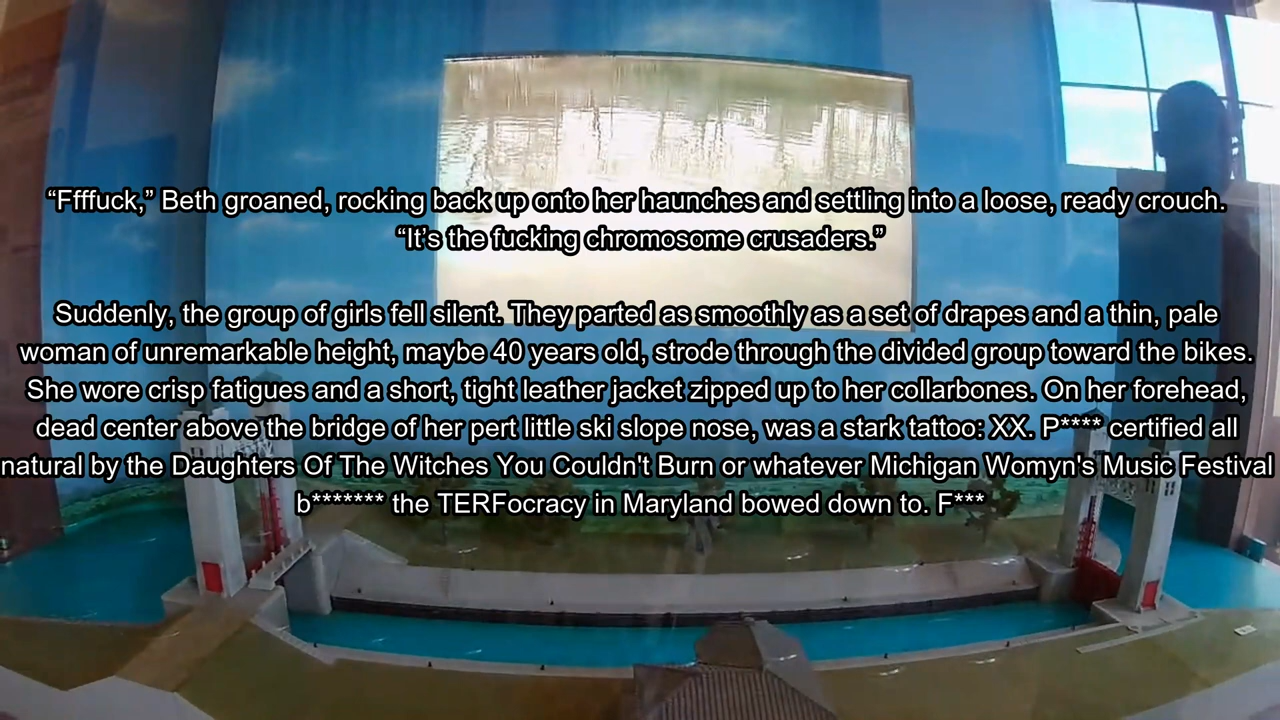 “Ffffuck,” Beth groaned, rocking back up onto her haunches and settling into a loose, ready crouch.
“It’s the fucking chromosome crusaders.”
Suddenly, the group of girls fell silent. They parted as smoothly as a set of drapes and a thin, pale
woman of unremarkable height, maybe 40 years old, strode through the divided group toward the bikes.
She wore crisp fatigues and a short, tight leather jacket zipped up to her collarbones. On her forehead,
dead center above the bridge of her pert little ski slope nose, was a stark tattoo: XX. P**** certified all
natural by the Daughters Of The Witches You Couldn't Burn or whatever Michigan Womyn's Music Festival
b******* the TERFocracy in Maryland bowed down to. F***